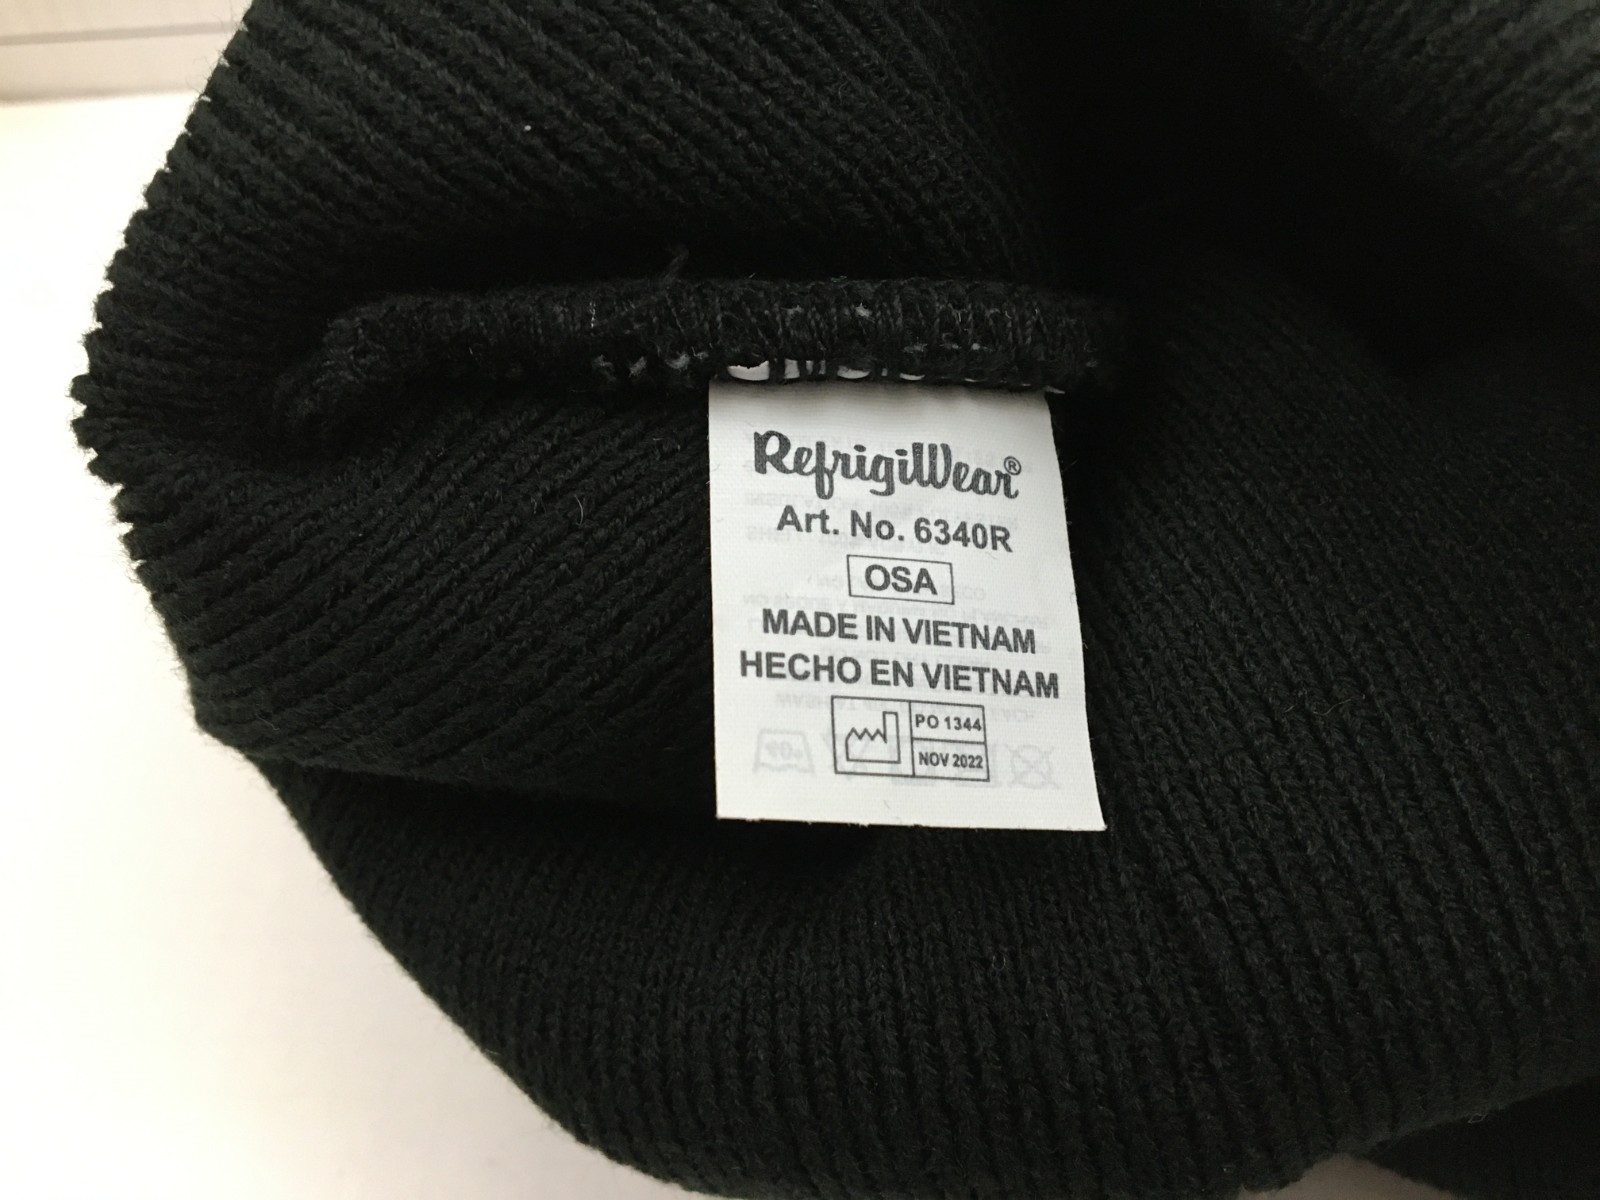 RefrigiWear®
Art. No. 6340R
OSA
MADE IN VIETNAM
HECHO EN VIETNAM
PO 1344
NOV 2022